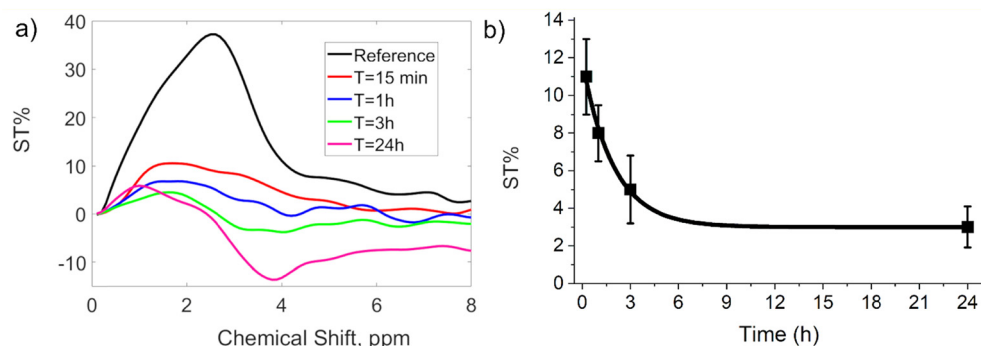 a)
40
30
20
10
0
-10
ST%
0 2 4 6 8
Chemical Shift, ppm
Reference
T=15 min
T=1h
T=3h
T=24h
b)
14
12
10
8
6
4
2
0
ST%
0 3 6 9 12 15 18 21 24
Time (h)